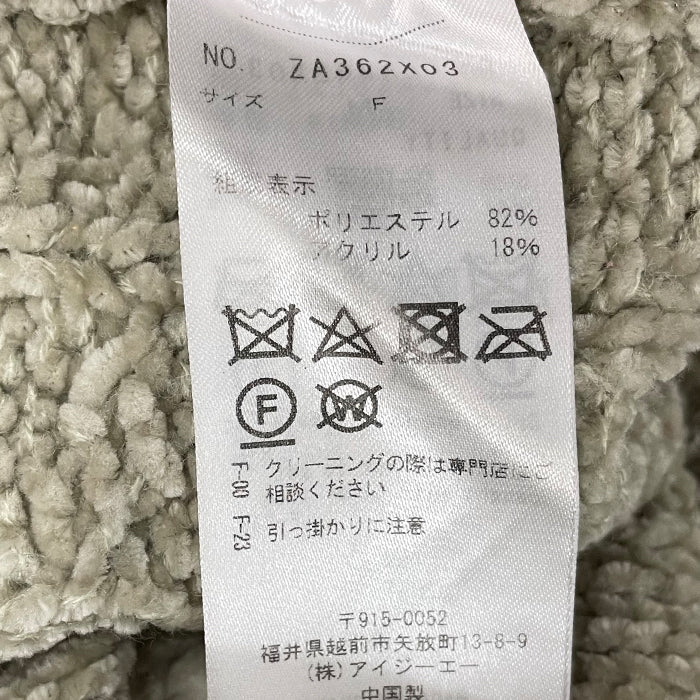 NO. ZA362X03
サイズ F
組成表示
ポリエステル 82%
アクリル 18%
F
W
F-00 クリーニングの際は専門店にご
相談ください
F-23 引っ掛かりに注意
〒915-0052
福井県越前市矢放町13-8-9
(株)アイジーエー
中国製